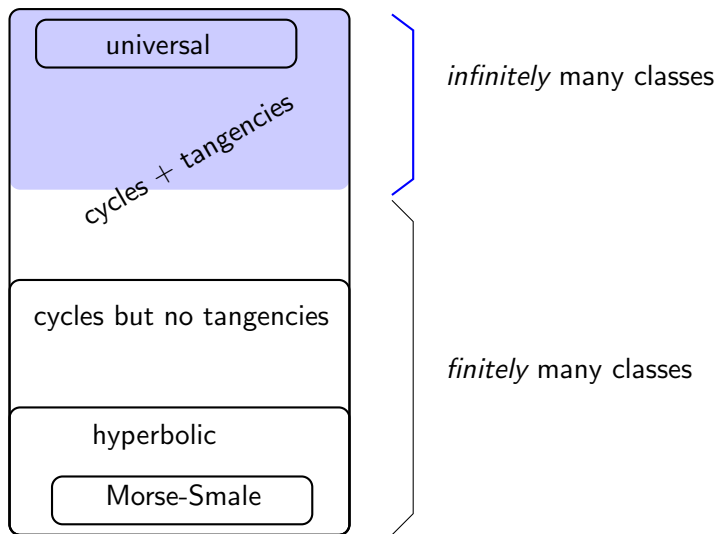 universal
infinitely many classes
cycles + tangencies
cycles but no tangencies
finitely many classes
hyperbolic
Morse-Smale